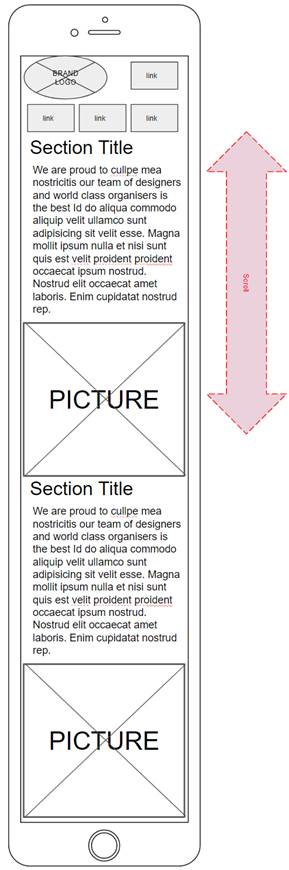 BRAND
LOGO
link
link
link
link
Section Title
We are proud to cullpe mea
nostricitis our team of designers
and world class organisers is
the best Id do aliqua commodo
aliquip velit ullamco sunt
adipisicing sit velit esse. Magna
mollit ipsum nulla et nisi sunt
quis est velit proident proident
occaecat ipsum nostrud.
Nostrud elit occaecat amet
laboris. Enim cupidatat nostrud
rep.
PICTURE
Section Title
We are proud to cullpe mea
nostricitis our team of designers
and world class organisers is
the best Id do aliqua commodo
aliquip velit ullamco sunt
adipisicing sit velit esse. Magna
mollit ipsum nulla et nisi sunt
quis est velit proident proident
occaecat ipsum nostrud.
Nostrud elit occaecat amet
laboris. Enim cupidatat nostrud
rep.
PICTURE
Scroll